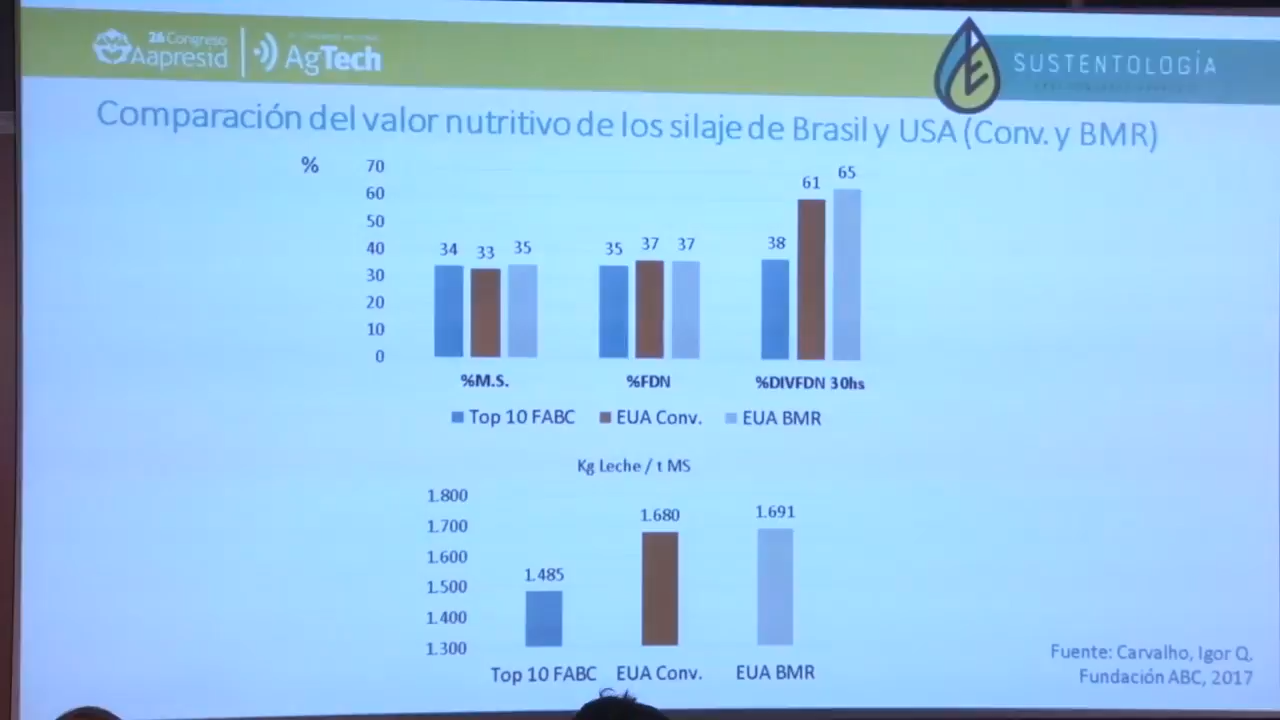 26 Congreso
Aapresid
AgTech
SUSTENTOLOGÍA
Comparación del valor nutritivo de los silaje de Brasil y USA (Conv. y BMR)
%
70
60
50
40
30
20
10
0
34 33 35
35 37 37
38 61 65
%M.S. %FDN %DIVFDN 30hs
Top 10 FABC EUA Conv. EUA BMR
Kg Leche / t MS
1.800
1.700
1.600
1.500
1.400
1.300
1.485 1.680 1.691
Top 10 FABC EUA Conv. EUA BMR
Fuente: Carvalho, Igor Q.
Fundación ABC, 2017